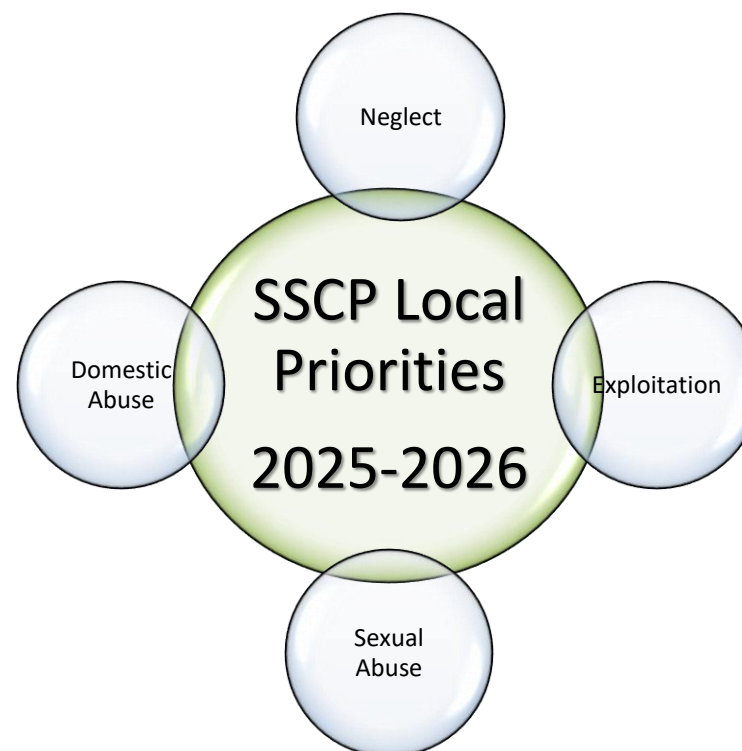 Neglect
SSCP Local
Priorities
2025-2026
Domestic
Abuse
Exploitation
Sexual
Abuse